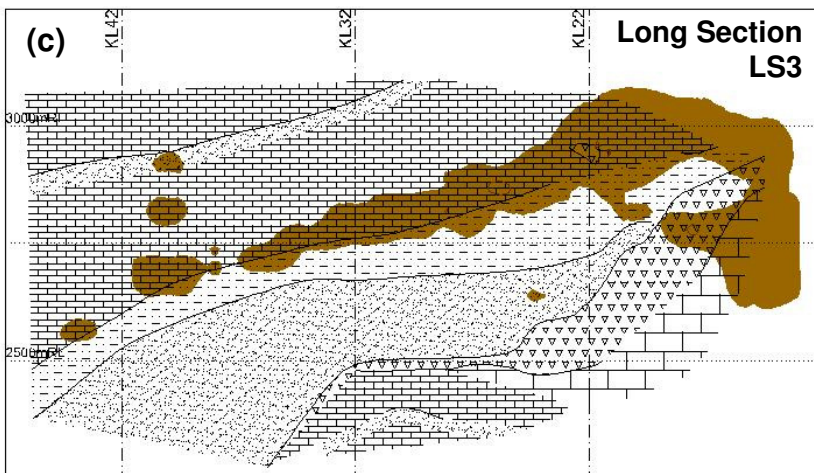 (c)
KL42
KL32
KL22
Long Section
LS3
3000mRL
2500mRL